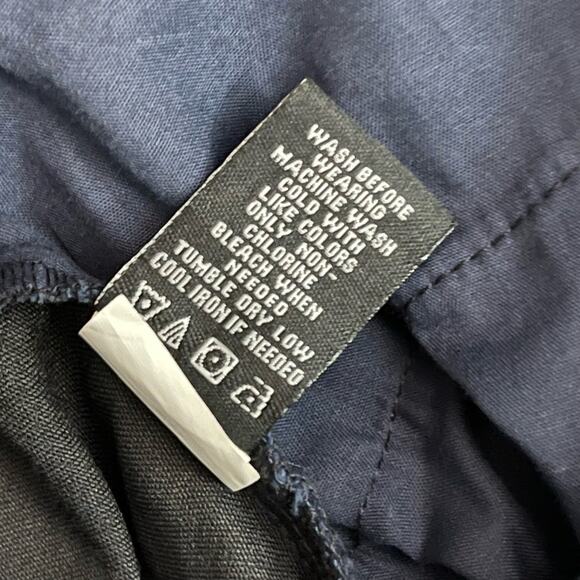 WASH BEFORE
WEARING
MACHINE WASH
COLD WITH
LIKE COLORS
ONLY NON-
CHLORINE
BLEACH WHEN
NEEDED
TUMBLE DRY LOW
COOL IRON IF NEEDED